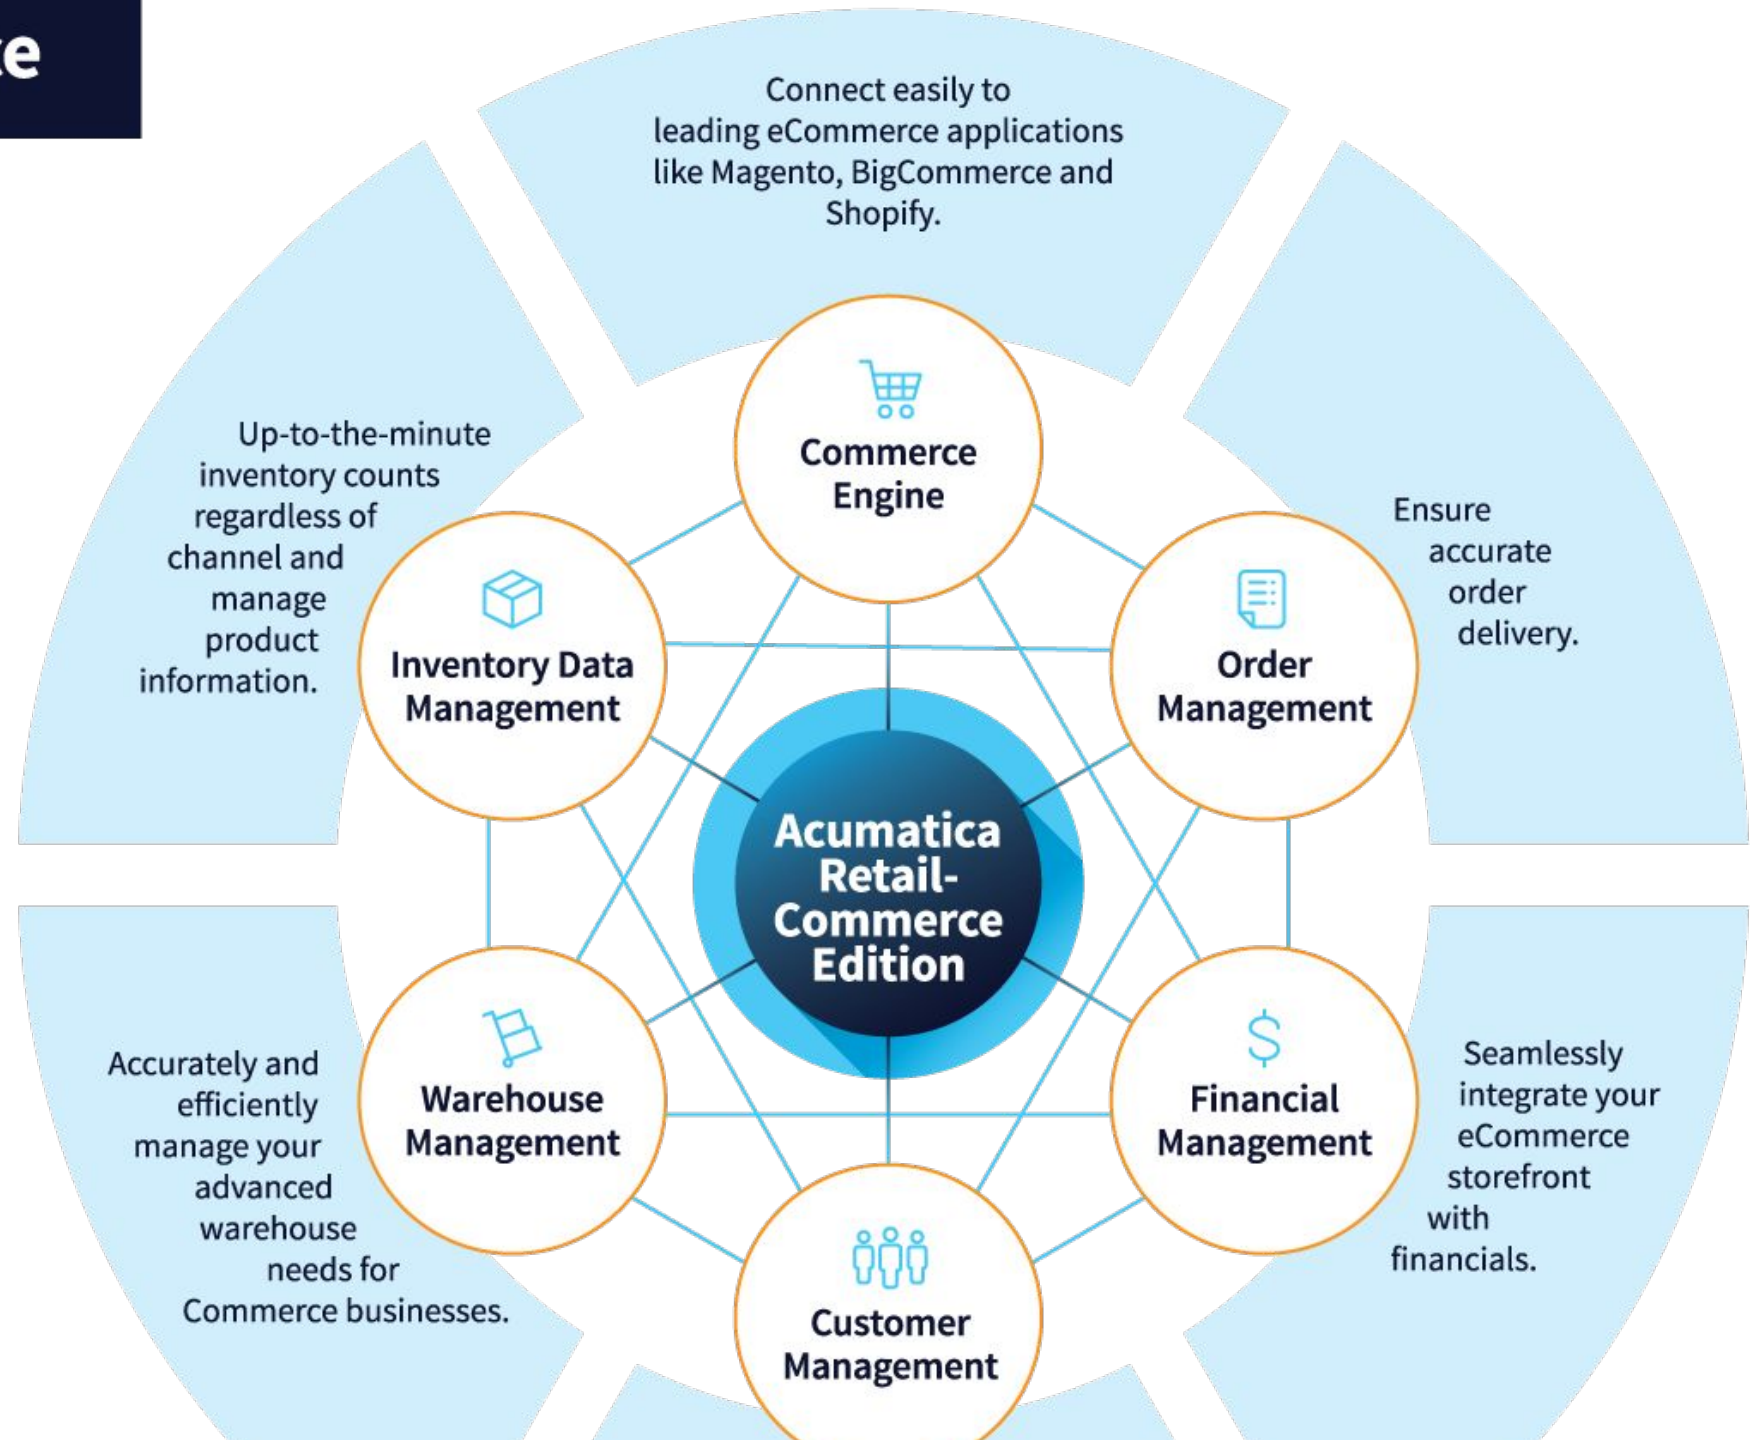 Connect easily to
leading eCommerce applications
like Magento, BigCommerce and
Shopify.
Commerce
Engine
Up-to-the-minute
inventory counts
regardless of
channel and
manage
product
information.
Inventory Data
Management
Order
Management
Ensure
accurate
order
delivery.
Acumatica
Retail-
Commerce
Edition
Accurately and
efficiently
manage your
advanced
warehouse
needs for
Commerce businesses.
Warehouse
Management
Financial
Management
Seamlessly
integrate your
eCommerce
storefront
with
financials.
Customer
Management